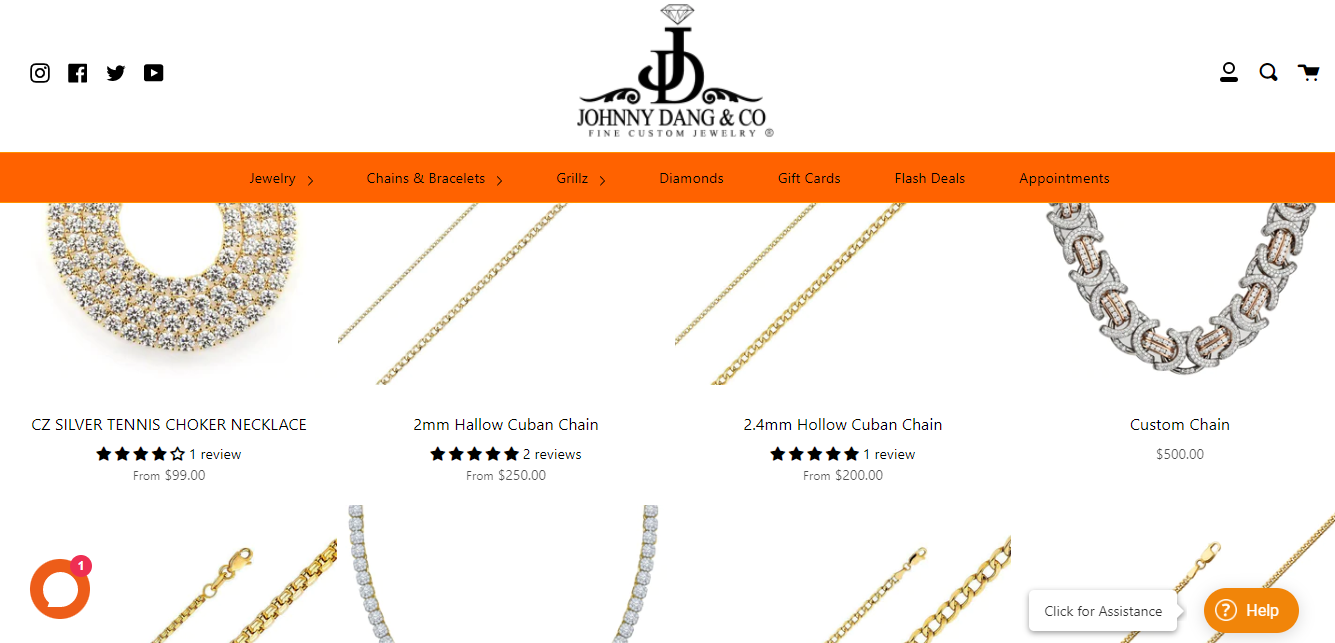 JD
JOHNNY DANG & CO
FINE CUSTOM JEWELRY ®
Jewelry
Chains & Bracelets
Grillz
Diamonds
Gift Cards
Flash Deals
Appointments
CZ SILVER TENNIS CHOKER NECKLACE
1 review
From $99.00
2mm Hallow Cuban Chain
2 reviews
From $250.00
2.4mm Hollow Cuban Chain
1 review
From $200.00
Custom Chain
$500.00
1
Click for Assistance
? Help